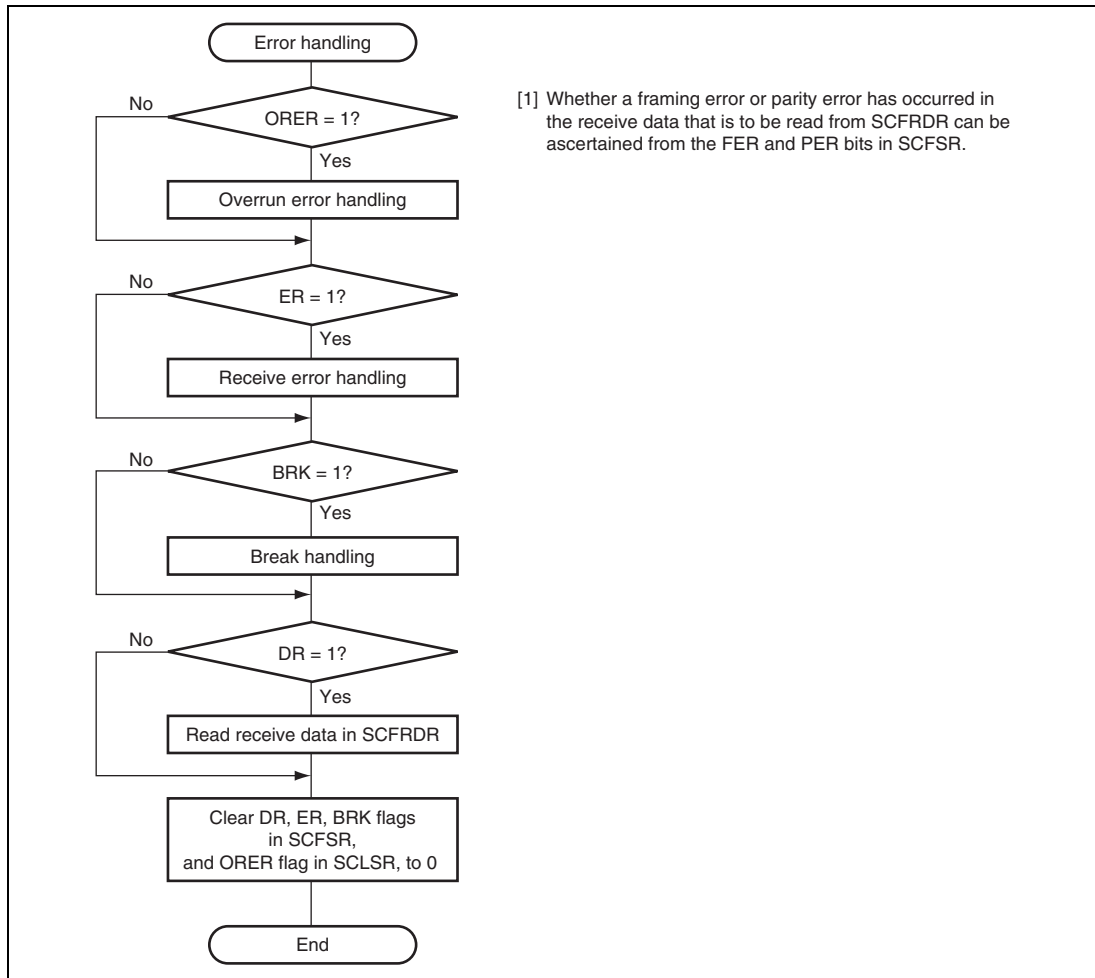 Error handling
No
ORER = 1?
Yes
Overrun error handling
No
ER = 1?
Yes
Receive error handling
No
BRK = 1?
Yes
Break handling
No
DR = 1?
Yes
Read receive data in SCFRDR
Clear DR, ER, BRK flags
in SCFSR,
and ORER flag in SCLSR, to 0
End
[1] Whether a framing error or parity error has occurred in
the receive data that is to be read from SCFRDR can be
ascertained from the FER and PER bits in SCFSR.